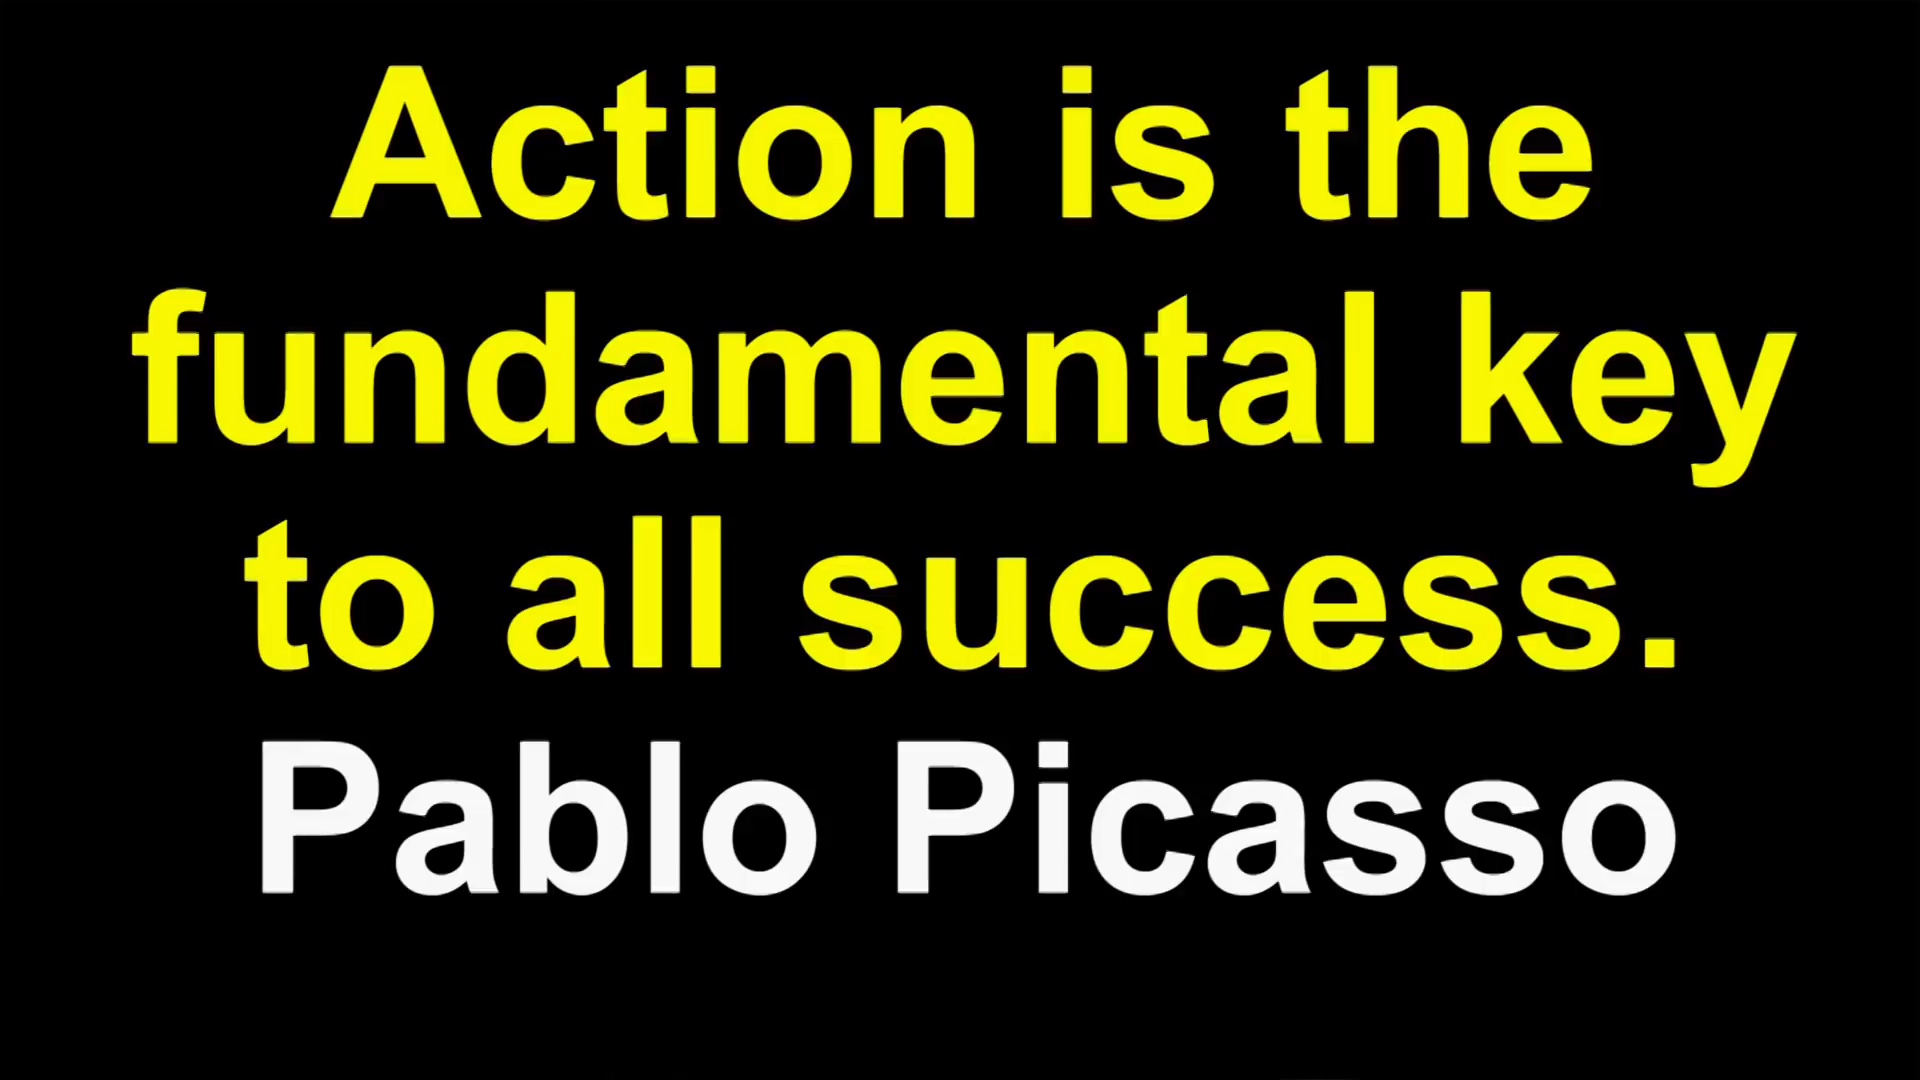 Action is the
fundamental key
to all success.
Pablo Picasso